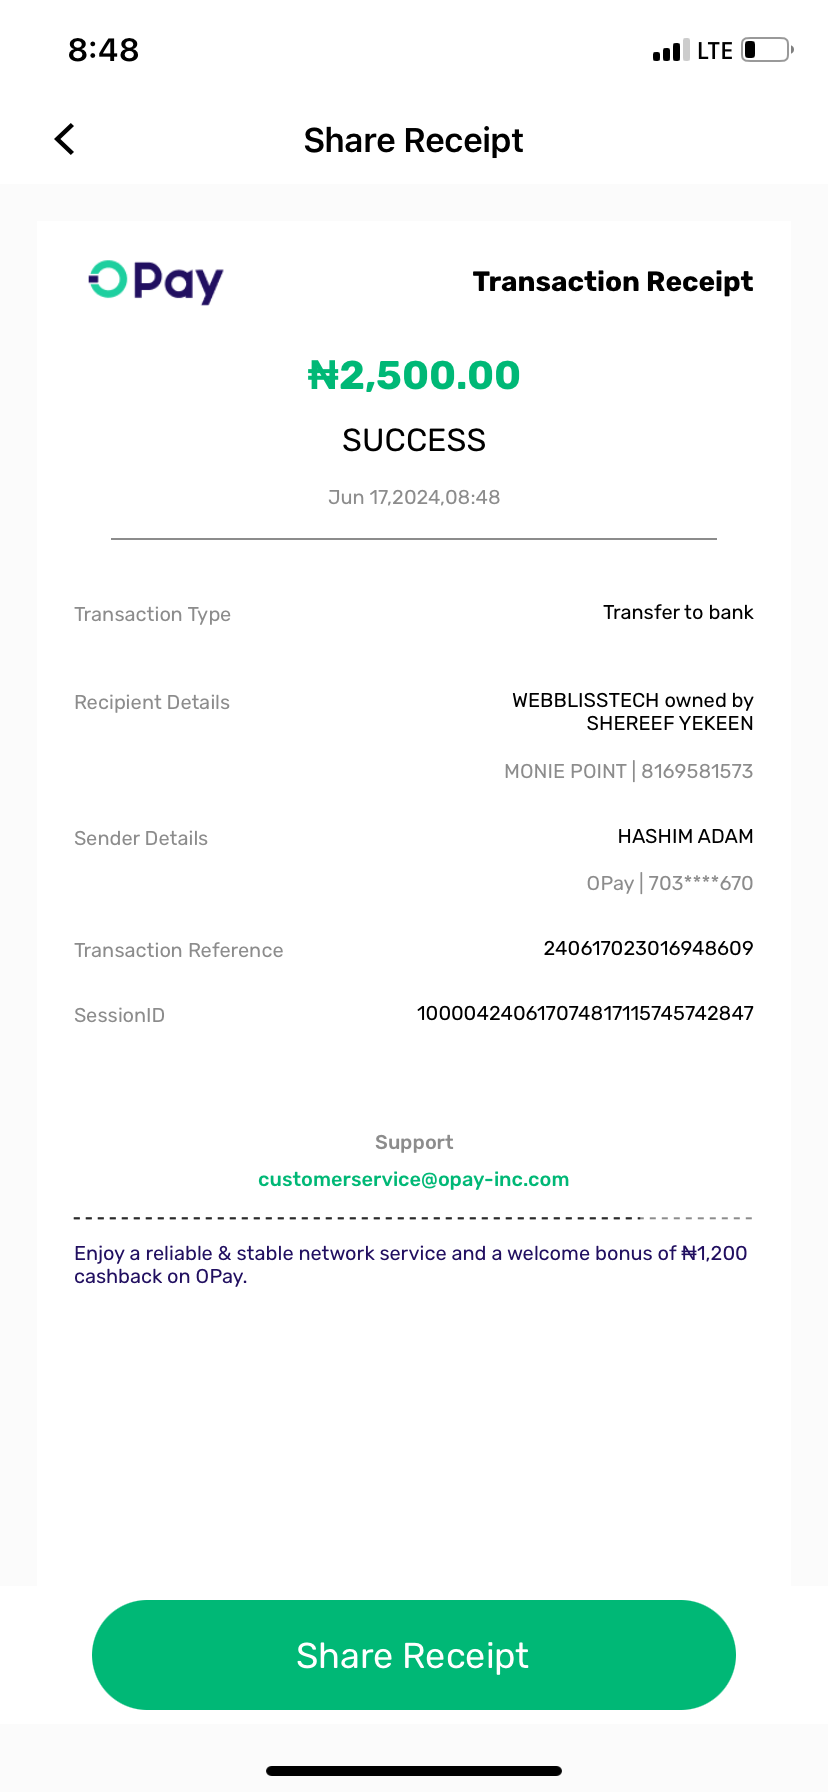 8:48
LTE
Share Receipt
OPay
Transaction Receipt
₦2,500.00
SUCCESS
Jun 17,2024,08:48
Transaction Type
Transfer to bank
Recipient Details
WEBBLISSTECH owned by
SHEREEF YEKEEN
MONIE POINT | 8169581573
Sender Details
HASHIM ADAM
OPay | 703****670
Transaction Reference
240617023016948609
SessionID
100004240617074817115745742847
Support
customerservice@opay-inc.com
Enjoy a reliable & stable network service and a welcome bonus of ₦1,200
cashback on OPay.
Share Receipt